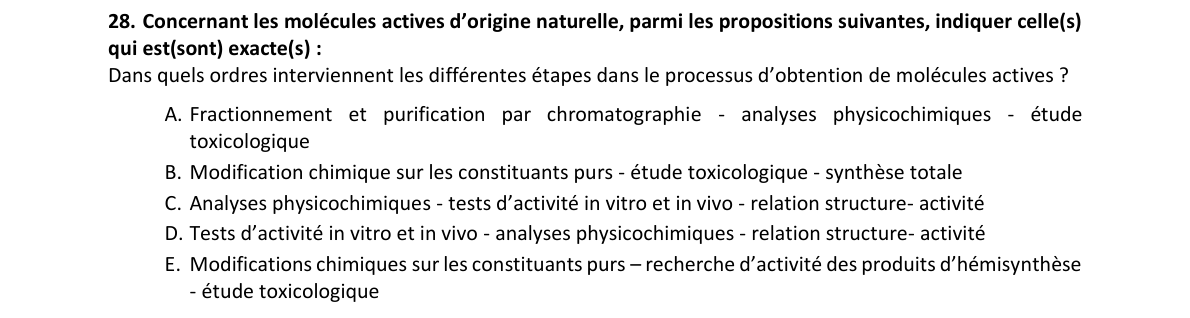 28. Concernant les molécules actives d’origine naturelle, parmi les propositions suivantes, indiquer celle(s)
qui est(sont) exacte(s) :
Dans quels ordres interviennent les différentes étapes dans le processus d’obtention de molécules actives ?
A. Fractionnement et purification par chromatographie - analyses physicochimiques - étude
toxicologique
B. Modification chimique sur les constituants purs - étude toxicologique - synthèse totale
C. Analyses physicochimiques - tests d’activité in vitro et in vivo - relation structure- activité
D. Tests d’activité in vitro et in vivo - analyses physicochimiques - relation structure- activité
E. Modifications chimiques sur les constituants purs – recherche d’activité des produits d’hémisynthèse
- étude toxicologique